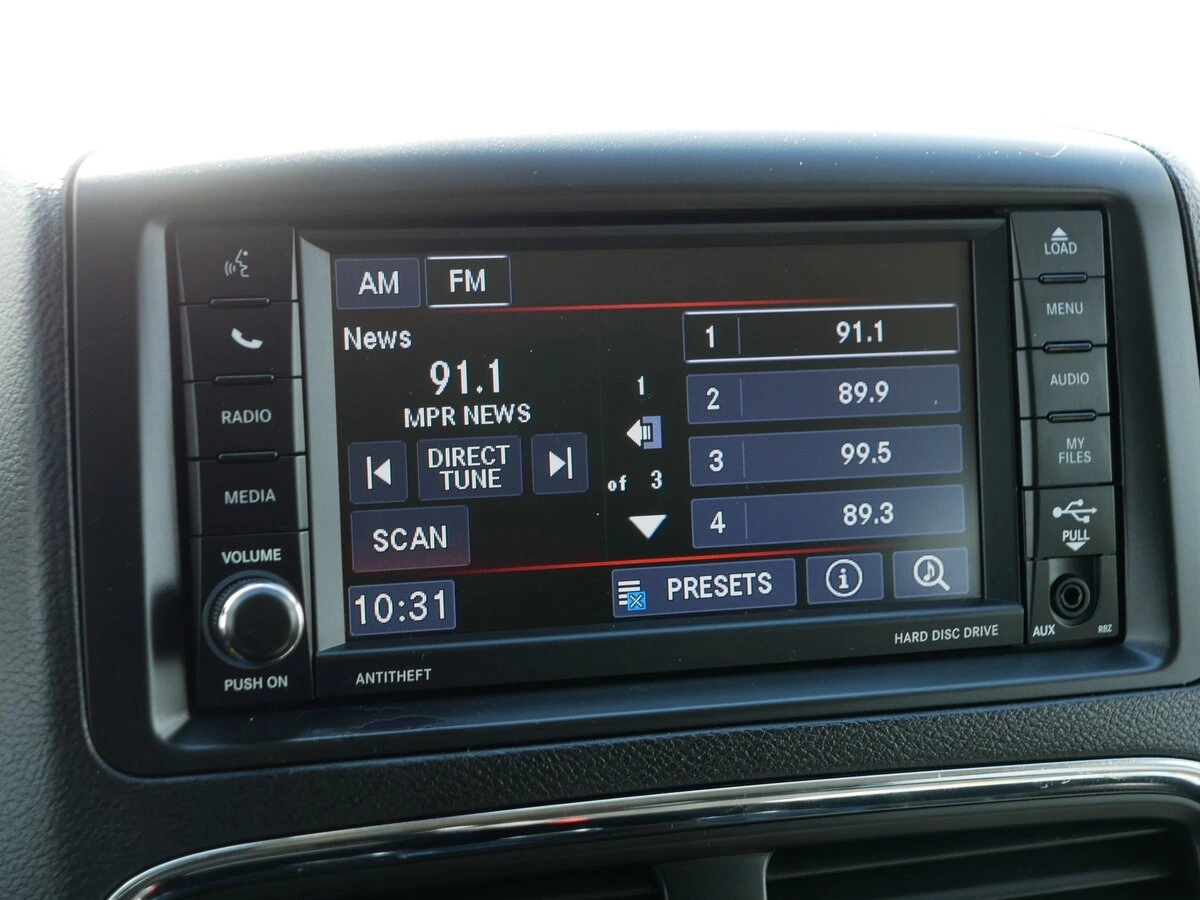 AM
FM
News
91.1
MPR NEWS
DIRECT
TUNE
SCAN
10:31
1
of 3
1 91.1
2 89.9
3 99.5
4 89.3
PRESETS
i
RADIO
MEDIA
VOLUME
PUSH ON
ANTITHEFT
HARD DISC DRIVE
LOAD
MENU
AUDIO
MY
FILES
PULL
AUX
RBZ